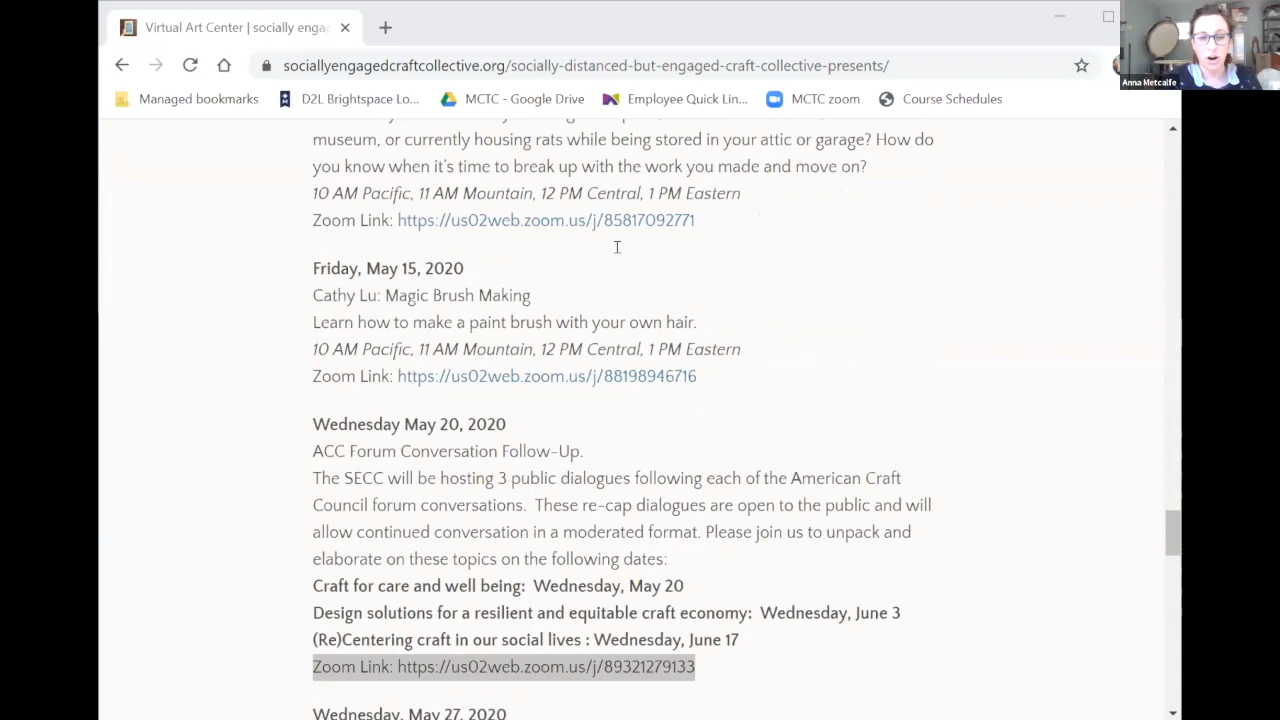 Virtual Art Center | socially enga
sociallyengagedcraftcollective.org/socially-distanced-but-engaged-craft-collective-presents/
Anna Metcalfe
Managed bookmarks
D2L Brightspace Lo...
MCTC - Google Drive
Employee Quick Lin...
MCTC zoom
Course Schedules
museum, or currently housing rats while being stored in your attic or garage? How do
you know when it's time to break up with the work you made and move on?
10 AM Pacific, 11 AM Mountain, 12 PM Central, 1 PM Eastern
Zoom Link: https://us02web.zoom.us/j/85817092771
Friday, May 15, 2020
Cathy Lu: Magic Brush Making
Learn how to make a paint brush with your own hair.
10 AM Pacific, 11 AM Mountain, 12 PM Central, 1 PM Eastern
Zoom Link: https://us02web.zoom.us/j/88198946716
Wednesday May 20, 2020
ACC Forum Conversation Follow-Up.
The SECC will be hosting 3 public dialogues following each of the American Craft
Council forum conversations. These re-cap dialogues are open to the public and will
allow continued conversation in a moderated format. Please join us to unpack and
elaborate on these topics on the following dates:
Craft for care and well being: Wednesday, May 20
Design solutions for a resilient and equitable craft economy: Wednesday, June 3
(Re)Centering craft in our social lives : Wednesday, June 17
Zoom Link: https://us02web.zoom.us/j/89321279133
Wednesday, May 27, 2020